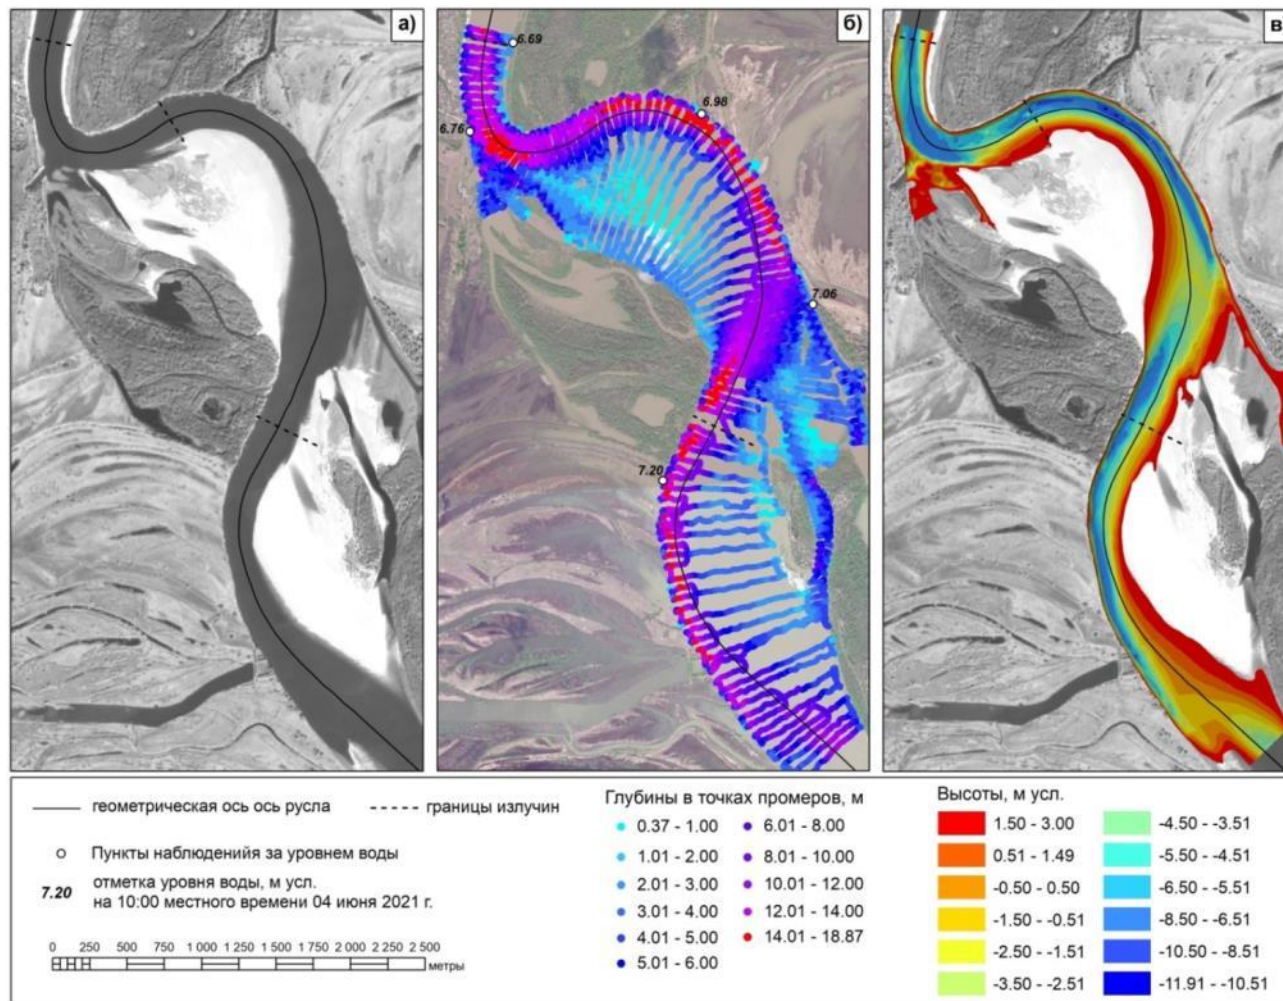 а)
б)
в
6.69
6.98
6.76
7.06
7.20
геометрическая ось ось русла
границы излучин
Пункты наблюденийя за уровнем воды
7.20 отметка уровня воды, м усл.
на 10:00 местного времени 04 июня 2021 г.
0 250 500 750 1 000 1 250 1 500 1 750 2 000 2 250 2 500
метры
Глубины в точках промеров, м
0.37 - 1.00
1.01 - 2.00
2.01 - 3.00
3.01 - 4.00
4.01 - 5.00
5.01 - 6.00
6.01 - 8.00
8.01 - 10.00
10.01 - 12.00
12.01 - 14.00
14.01 - 18.87
Высоты, м усл.
1.50 - 3.00
0.51 - 1.49
-0.50 - 0.50
-1.50 - -0.51
-2.50 - -1.51
-3.50 - -2.51
-4.50 - -3.51
-5.50 - -4.51
-6.50 - -5.51
-8.50 - -6.51
-10.50 - -8.51
-11.91 - -10.51